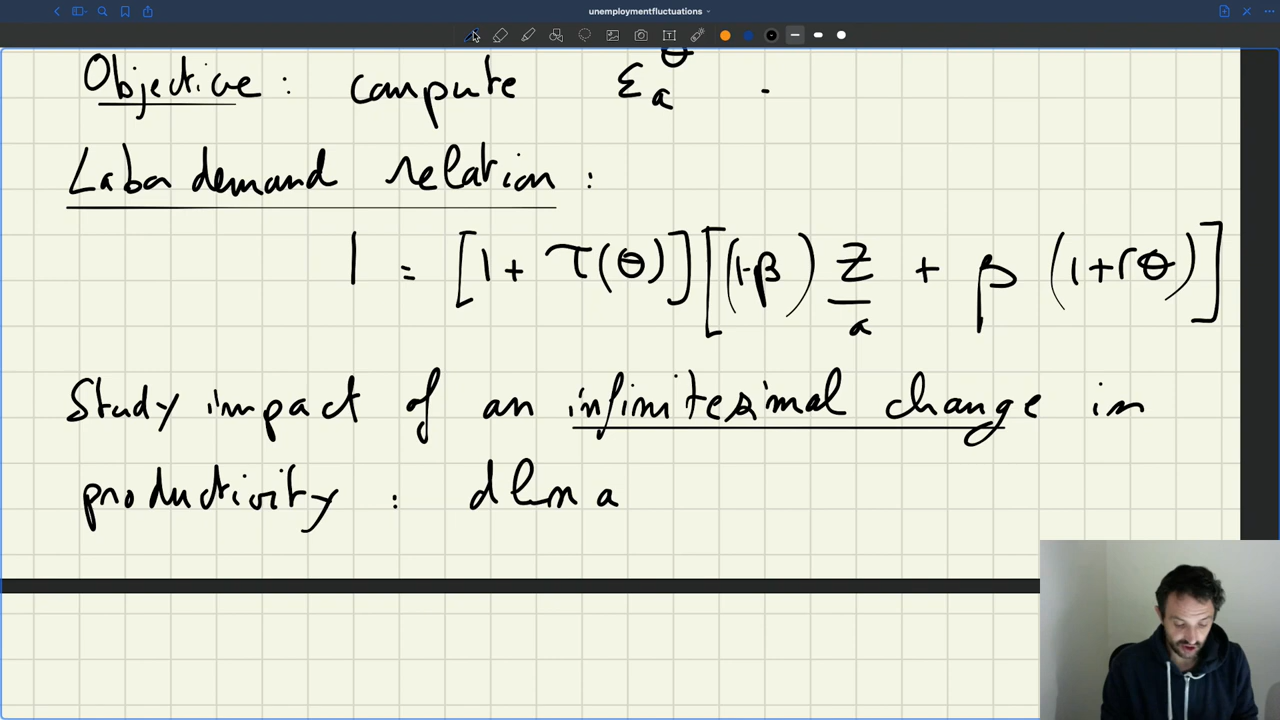 unemploymentfluctuations
Objective : compute ε_a^θ .
Labor demand relation :
1 = [1 + τ(θ)] [(1-β) z/a + β (1+rθ)]
Study impact of an infinitesimal change in
productivity : d ln a